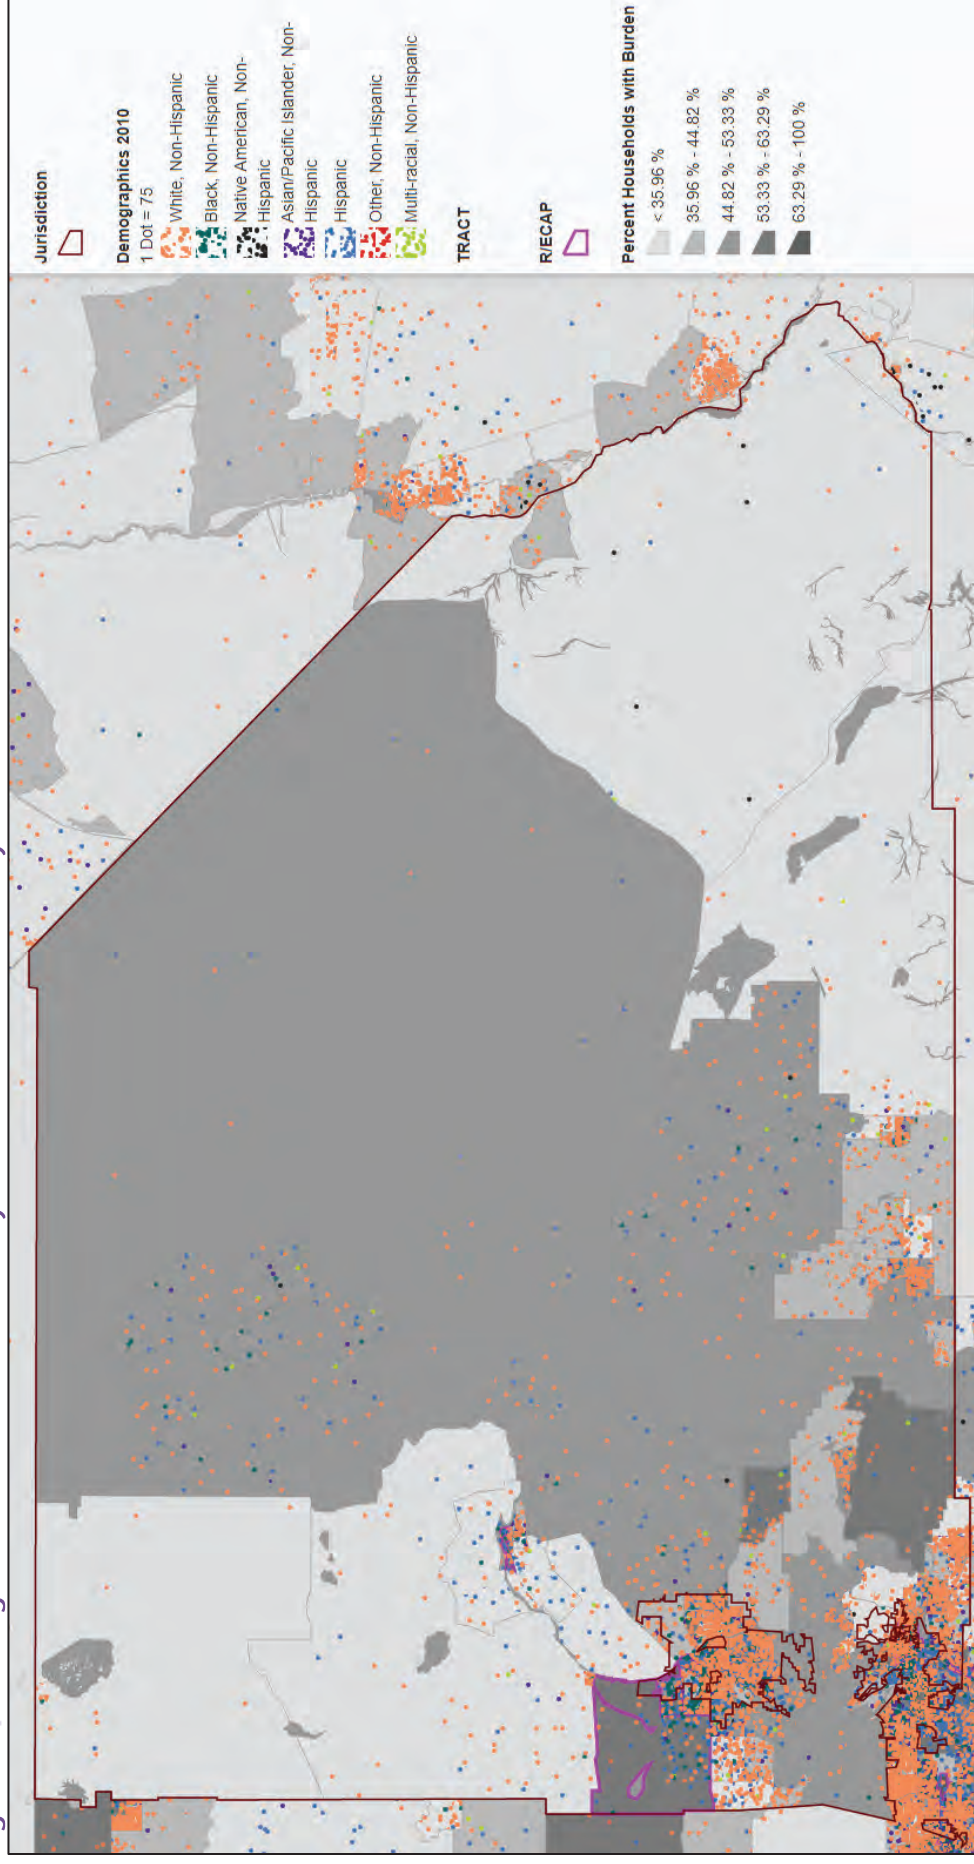 Jurisdiction
Demographics 2010
1 Dot = 75
White, Non-Hispanic
Black, Non-Hispanic
Native American, Non-
Hispanic
Asian/Pacific Islander, Non-
Hispanic
Hispanic
Other, Non-Hispanic
Multi-racial, Non-Hispanic
TRACT
R/ECAP
Percent Households with Burden
< 35.96 %
35.96 % - 44.82 %
44.82 % - 53.33 %
53.33 % - 63.29 %
63.29 % - 100 %